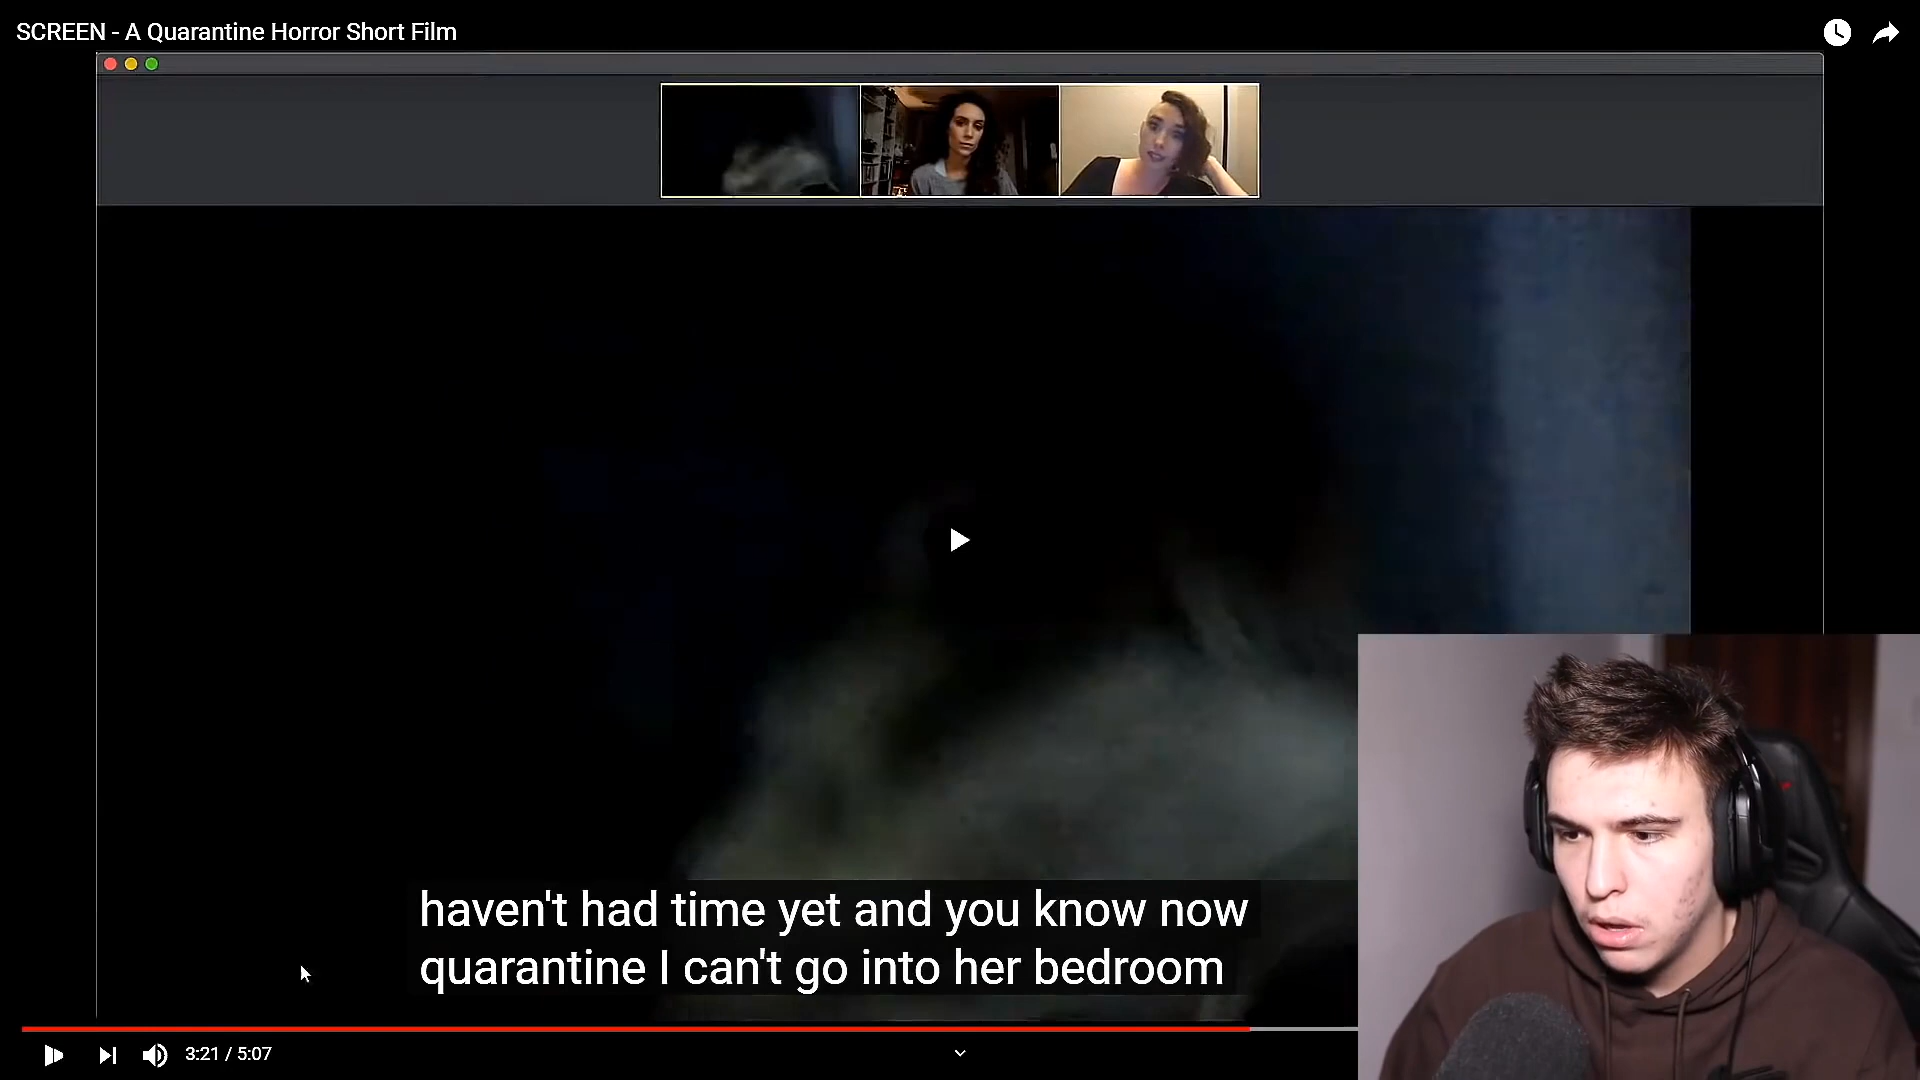 SCREEN - A Quarantine Horror Short Film
haven't had time yet and you know now
quarantine I can't go into her bedroom
3:21 / 5:07